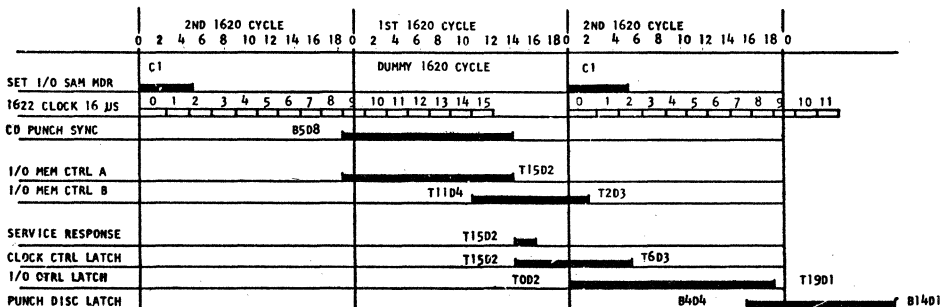 2ND 1620 CYCLE 1ST 1620 CYCLE 2ND 1620 CYCLE
0 2 4 6 8 10 12 14 16 18 0 2 4 6 8 10 12 14 16 18 0 2 4 6 8 10 12 14 16 18 0
C1 DUMMY 1620 CYCLE C1
SET I/O SAM MDR
1622 CLOCK 16 µS 0 1 2 3 4 5 6 7 8 9 10 11 12 13 14 15 0 1 2 3 4 5 6 7 8 9 10 11
CD PUNCH SYNC B5D8
I/O MEM CTRL A T15D2
I/O MEM CTRL B T11D4 T2D3
SERVICE RESPONSE T15D2
CLOCK CTRL LATCH T15D2 T6D3
I/O CTRL LATCH T0D2 T19D1
PUNCH DISC LATCH B4D4 B14D1